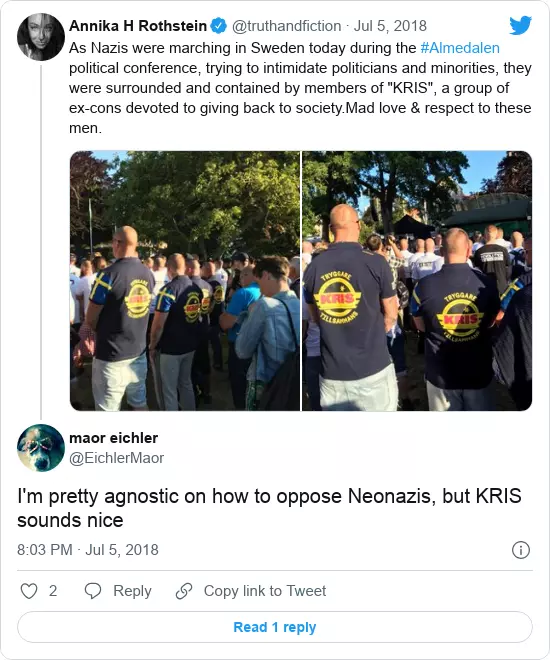 Annika H Rothstein @truthandfiction · Jul 5, 2018
As Nazis were marching in Sweden today during the #Almedalen
political conference, trying to intimidate politicians and minorities, they
were surrounded and contained by members of "KRIS", a group of
ex-cons devoted to giving back to society.Mad love & respect to these
men.
TRYGGARE
KRIS
TILLSAMMANS
TRYGGARE
KRIS
TILLSAMMANS
TRYGGARE
KRIS
TILLSAMMANS
maor eichler
@EichlerMaor
I'm pretty agnostic on how to oppose Neonazis, but KRIS
sounds nice
8:03 PM · Jul 5, 2018
2 Reply Copy link to Tweet
Read 1 reply